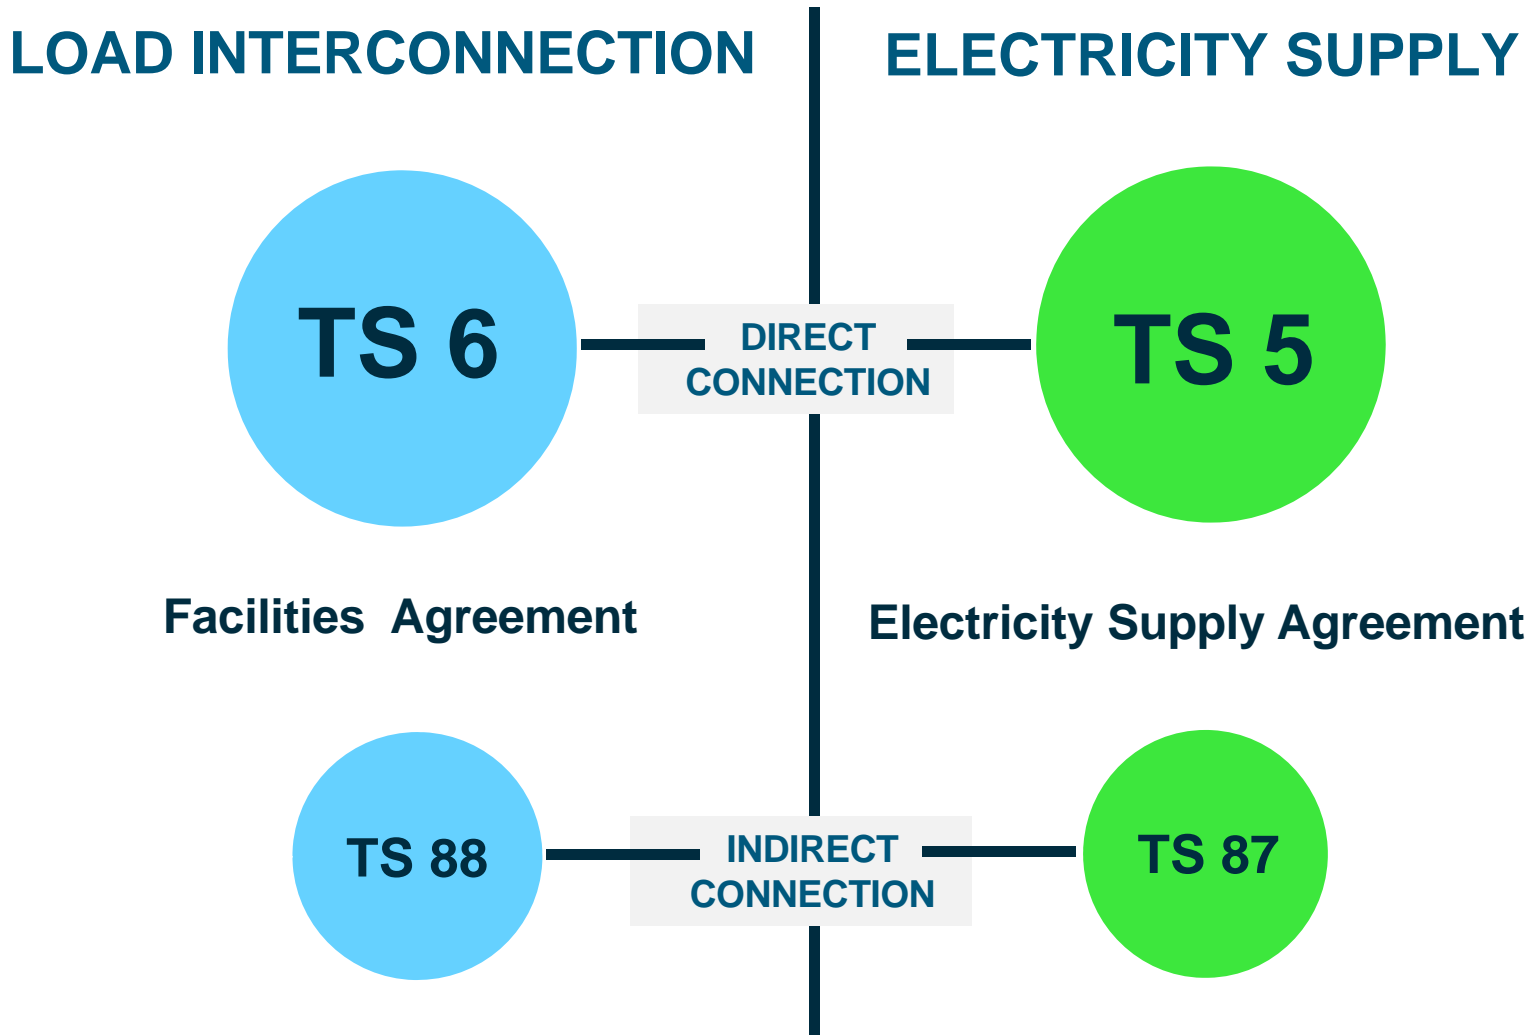 LOAD INTERCONNECTION
ELECTRICITY SUPPLY
TS 6
DIRECT
CONNECTION
TS 5
Facilities  Agreement
Electricity Supply Agreement
TS 88
INDIRECT
CONNECTION
TS 87